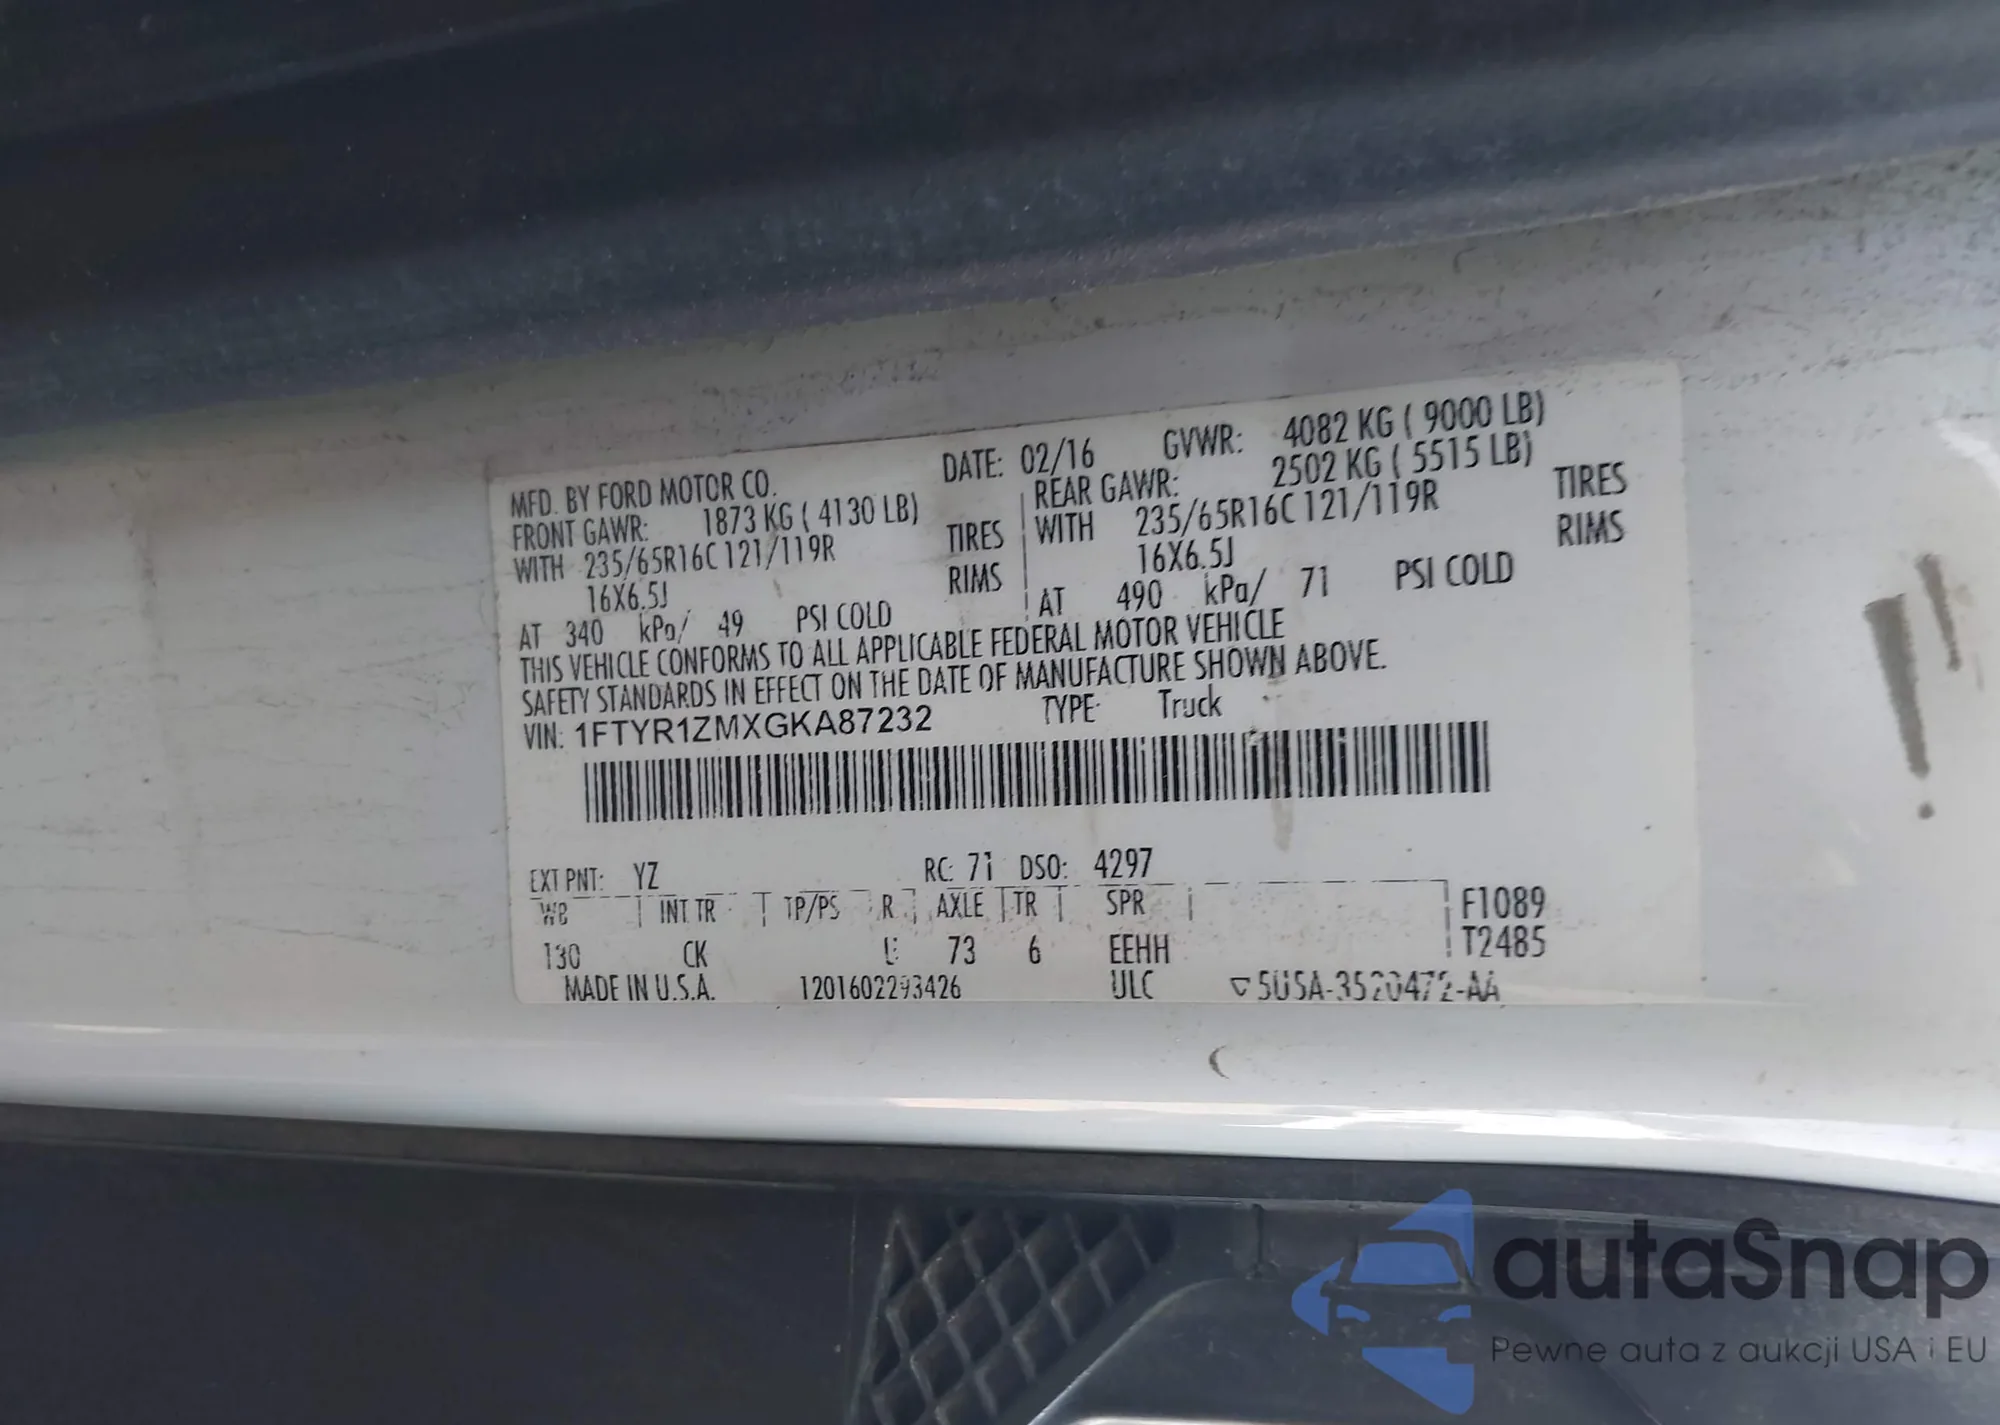 MFD. BY FORD MOTOR CO. DATE: 02/16 GVWR: 4082 KG ( 9000 LB)
FRONT GAWR: 1873 KG ( 4130 LB) REAR GAWR: 2502 KG ( 5515 LB)
WITH 235/65R16C 121/119R TIRES WITH 235/65R16C 121/119R TIRES
16X6.5J RIMS 16X6.5J RIMS
AT 340 kPa/ 49 PSI COLD AT 490 kPa/ 71 PSI COLD
THIS VEHICLE CONFORMS TO ALL APPLICABLE FEDERAL MOTOR VEHICLE
SAFETY STANDARDS IN EFFECT ON THE DATE OF MANUFACTURE SHOWN ABOVE.
VIN: 1FTYR1ZMXGKA87232 TYPE: Truck
EXT PNT: YZ RC: 71 DSO: 4297
WB INT TR TP/PS R AXLE TR SPR F1089
130 CK 73 6 EEHH T2485
MADE IN U.S.A. 1201602293426 ULC 5USA-3520472-AA
autaSnap
Pewne auta z aukcji USA i EU